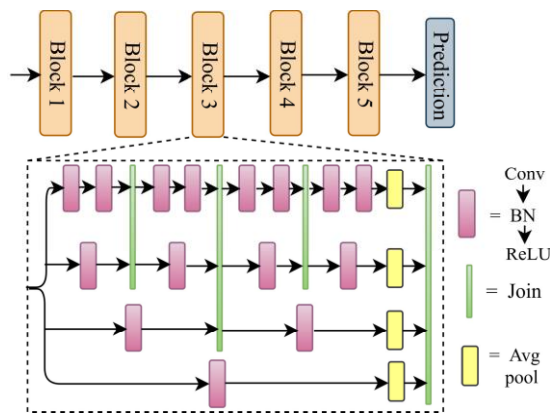 Block 1
Block 2
Block 3
Block 4
Block 5
Prediction
Conv
= BN
ReLU
= Join
= Avg
pool